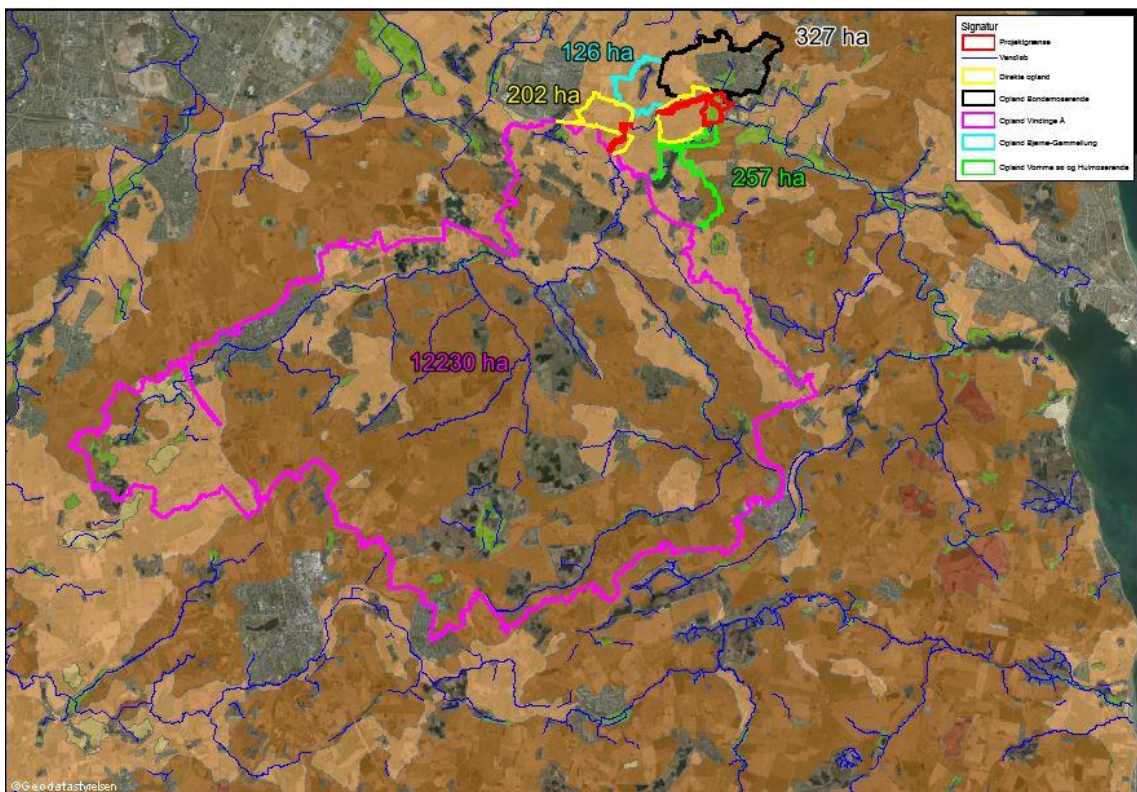 327 ha
126 ha
202 ha
257 ha
12230 ha
Signatur
Projektgrænse
Vandløb
Direkte opland
Opland Bondemoserende
Opland Vindinge Å
Opland Bjerne-Gammellung
Opland Vomme sø og Hulmoserende
©Geodatastyrelsen